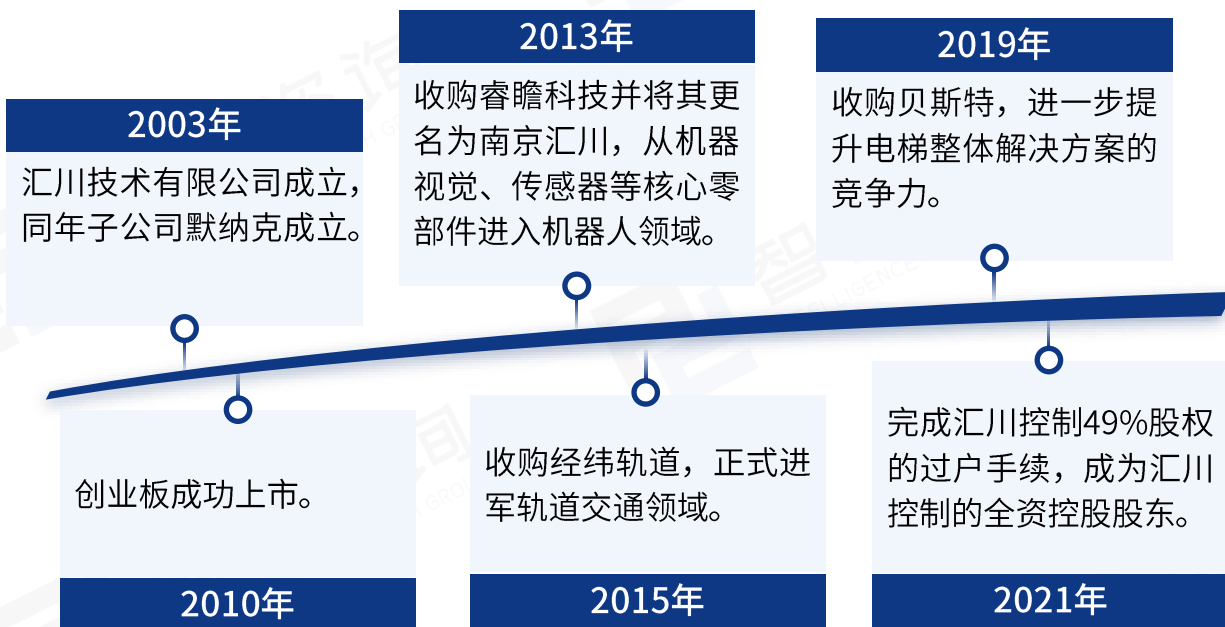 2003年
汇川技术有限公司成立，
同年子公司默纳克成立。
2010年
创业板成功上市。
2013年
收购睿瞻科技并将其更
名为南京汇川，从机器
视觉、传感器等核心零
部件进入机器人领域。
2015年
收购经纬轨道，正式进
军轨道交通领域。
2019年
收购贝斯特，进一步提
升电梯整体解决方案的
竞争力。
2021年
完成汇川控制49%股权
的过户手续，成为汇川
控制的全资控股股东。